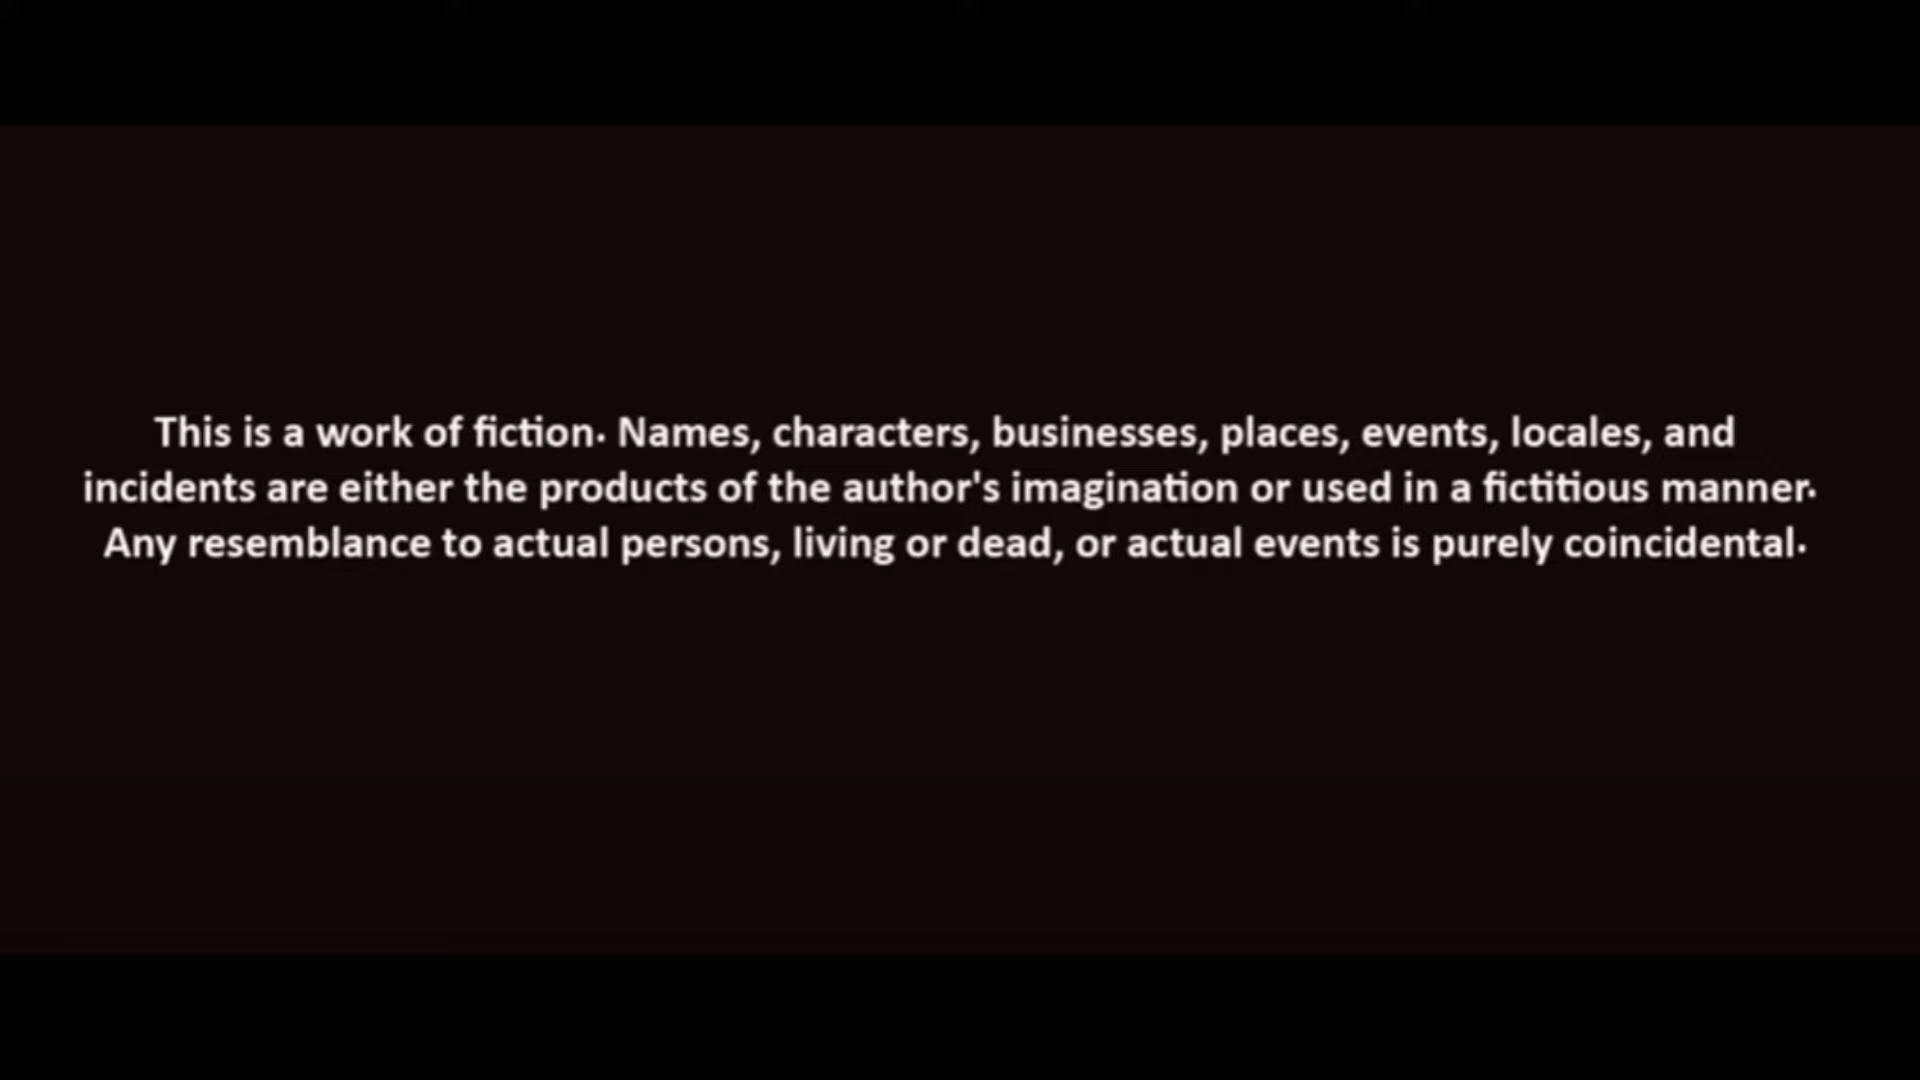 This is a work of fiction. Names, characters, businesses, places, events, locales, and
incidents are either the products of the author's imagination or used in a fictitious manner.
Any resemblance to actual persons, living or dead, or actual events is purely coincidental.